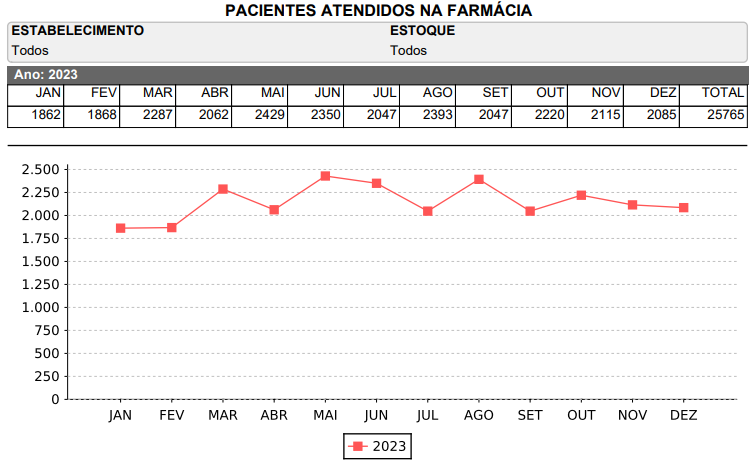 PACIENTES ATENDIDOS NA FARMÁCIA
ESTABELECIMENTO ESTOQUE
Todos Todos
Ano: 2023
JAN FEV MAR ABR MAI JUN JUL AGO SET OUT NOV DEZ TOTAL
1862 1868 2287 2062 2429 2350 2047 2393 2047 2220 2115 2085 25765
2.500
2.250
2.000
1.750
1.500
1.250
1.000
750
500
250
0
JAN FEV MAR ABR MAI JUN JUL AGO SET OUT NOV DEZ
2023